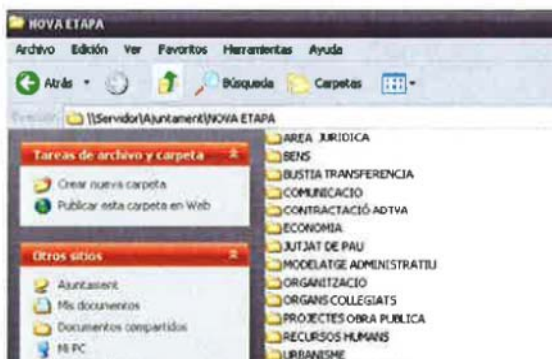 NOVA ETAPA
Archivo Edición Ver Favoritos Herramientas Ayuda
Atrás Búsqueda Carpetas
\\Servidor\Ajuntament\NOVA ETAPA
Tareas de archivo y carpeta
Crear nueva carpeta
Publicar esta carpeta en Web
Otros sitios
Ajuntament
Mis documentos
Documentos compartidos
Mi PC
AREA JURIDICA
BENS
BUSTIA TRANSFERENCIA
COMUNICACIO
CONTRACTACIÓ ADTVA
ECONOMIA
JUTJAT DE PAU
MODELATGE ADMINISTRATIU
ORGANITZACIO
ORGANS COLLEGIATS
PROJECTES OBRA PUBLICA
RECURSOS HUMANS
URBANISME